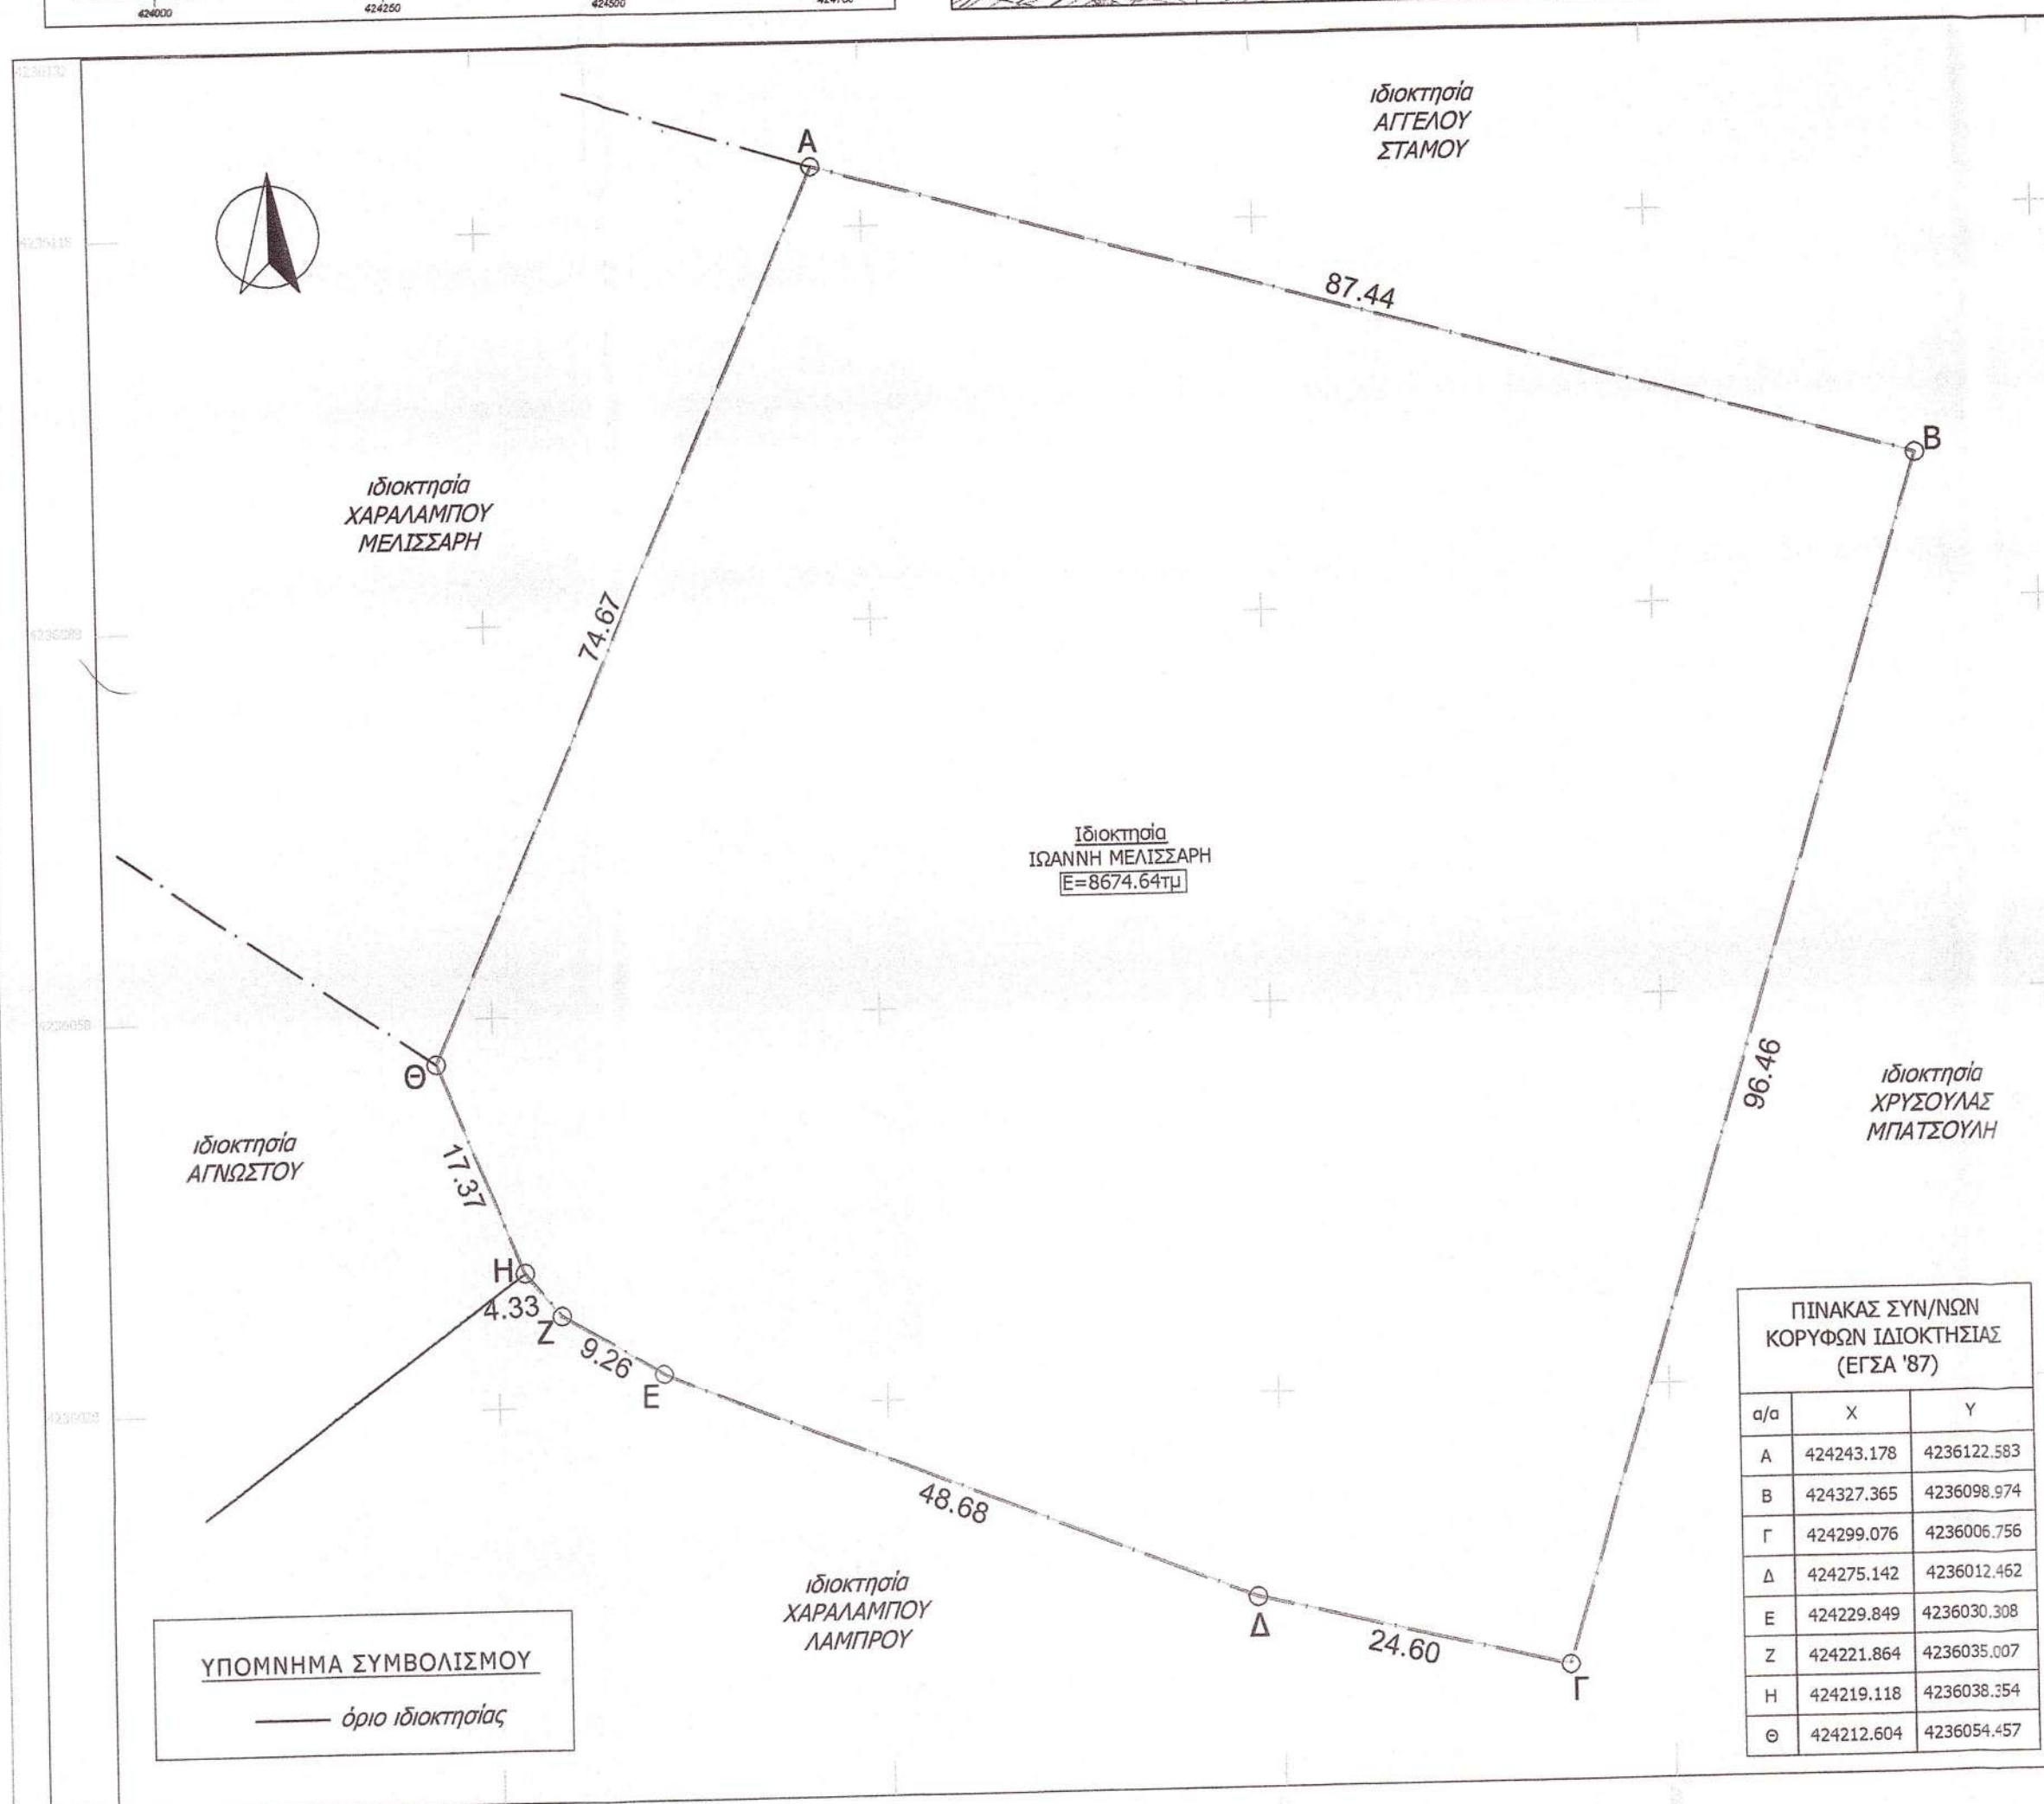 424000
424250
424500
ιδιοκτησία
ΑΓΓΕΛΟΥ
ΣΤΑΜΟΥ
Α
87.44
Β
ιδιοκτησία
ΧΑΡΑΛΑΜΠΟΥ
ΜΕΛΙΣΣΑΡΗ
74.67
Ιδιοκτησία
ΙΩΑΝΝΗ ΜΕΛΙΣΣΑΡΗ
Ε=8674.64τμ
4236058
Θ
96.46
ιδιοκτησία
ΧΡΥΣΟΥΛΑΣ
ΜΠΑΤΣΟΥΛΗ
ιδιοκτησία
ΑΓΝΩΣΤΟΥ
17.37
Η
4.33
Ζ
9.26
Ε
48.68
Δ
24.60
Γ
ιδιοκτησία
ΧΑΡΑΛΑΜΠΟΥ
ΛΑΜΠΡΟΥ
ΥΠΟΜΝΗΜΑ ΣΥΜΒΟΛΙΣΜΟΥ
όριο ιδιοκτησίας
ΠΙΝΑΚΑΣ ΣΥΝ/ΝΩΝ
ΚΟΡΥΦΩΝ ΙΔΙΟΚΤΗΣΙΑΣ
(ΕΓΣΑ '87)
α/α Χ Υ
Α 424243.178 4236122.583
Β 424327.365 4236098.974
Γ 424299.076 4236006.756
Δ 424275.142 4236012.462
Ε 424229.849 4236030.308
Ζ 424221.864 4236035.007
Η 424219.118 4236038.354
Θ 424212.604 4236054.457